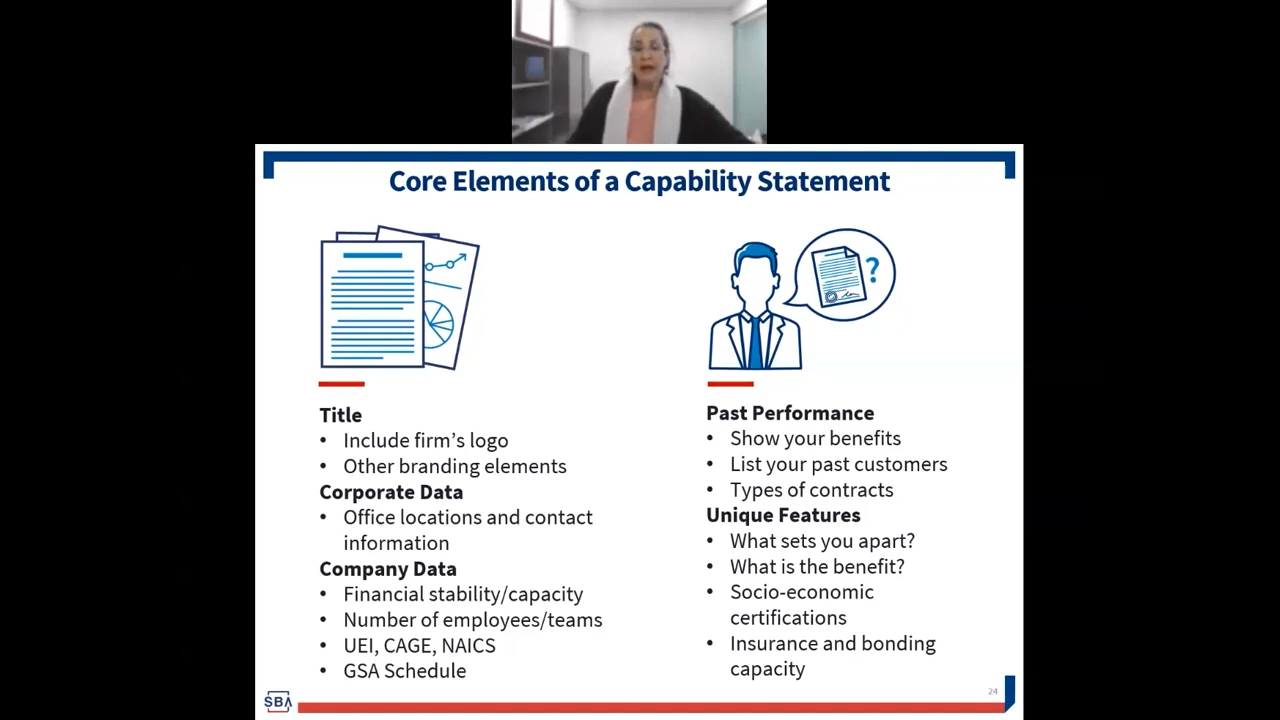 Core Elements of a Capability Statement
?
Title
• Include firm’s logo
• Other branding elements
Corporate Data
• Office locations and contact
information
Company Data
• Financial stability/capacity
• Number of employees/teams
• UEI, CAGE, NAICS
• GSA Schedule
Past Performance
• Show your benefits
• List your past customers
• Types of contracts
Unique Features
• What sets you apart?
• What is the benefit?
• Socio-economic
certifications
• Insurance and bonding
capacity
SBA
24